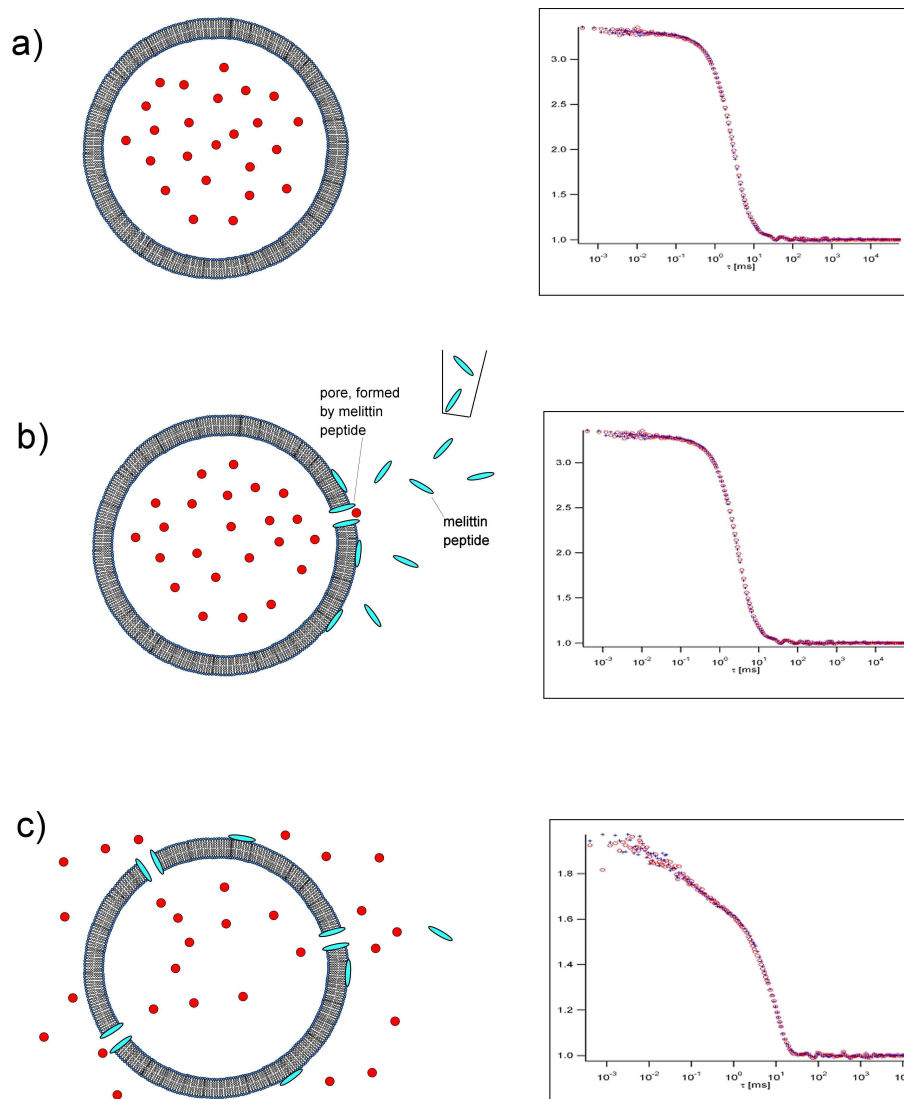 a)
3.0
2.5
2.0
1.5
1.0
10-3 10-2 10-1 100 101 102 103 104
τ [ms]
b)
pore, formed
by melittin
peptide
melittin
peptide
3.0
2.5
2.0
1.5
1.0
10-3 10-2 10-1 100 101 102 103 104
τ [ms]
c)
1.8
1.6
1.4
1.2
1.0
10-3 10-2 10-1 100 101 102 103 104
τ [ms]